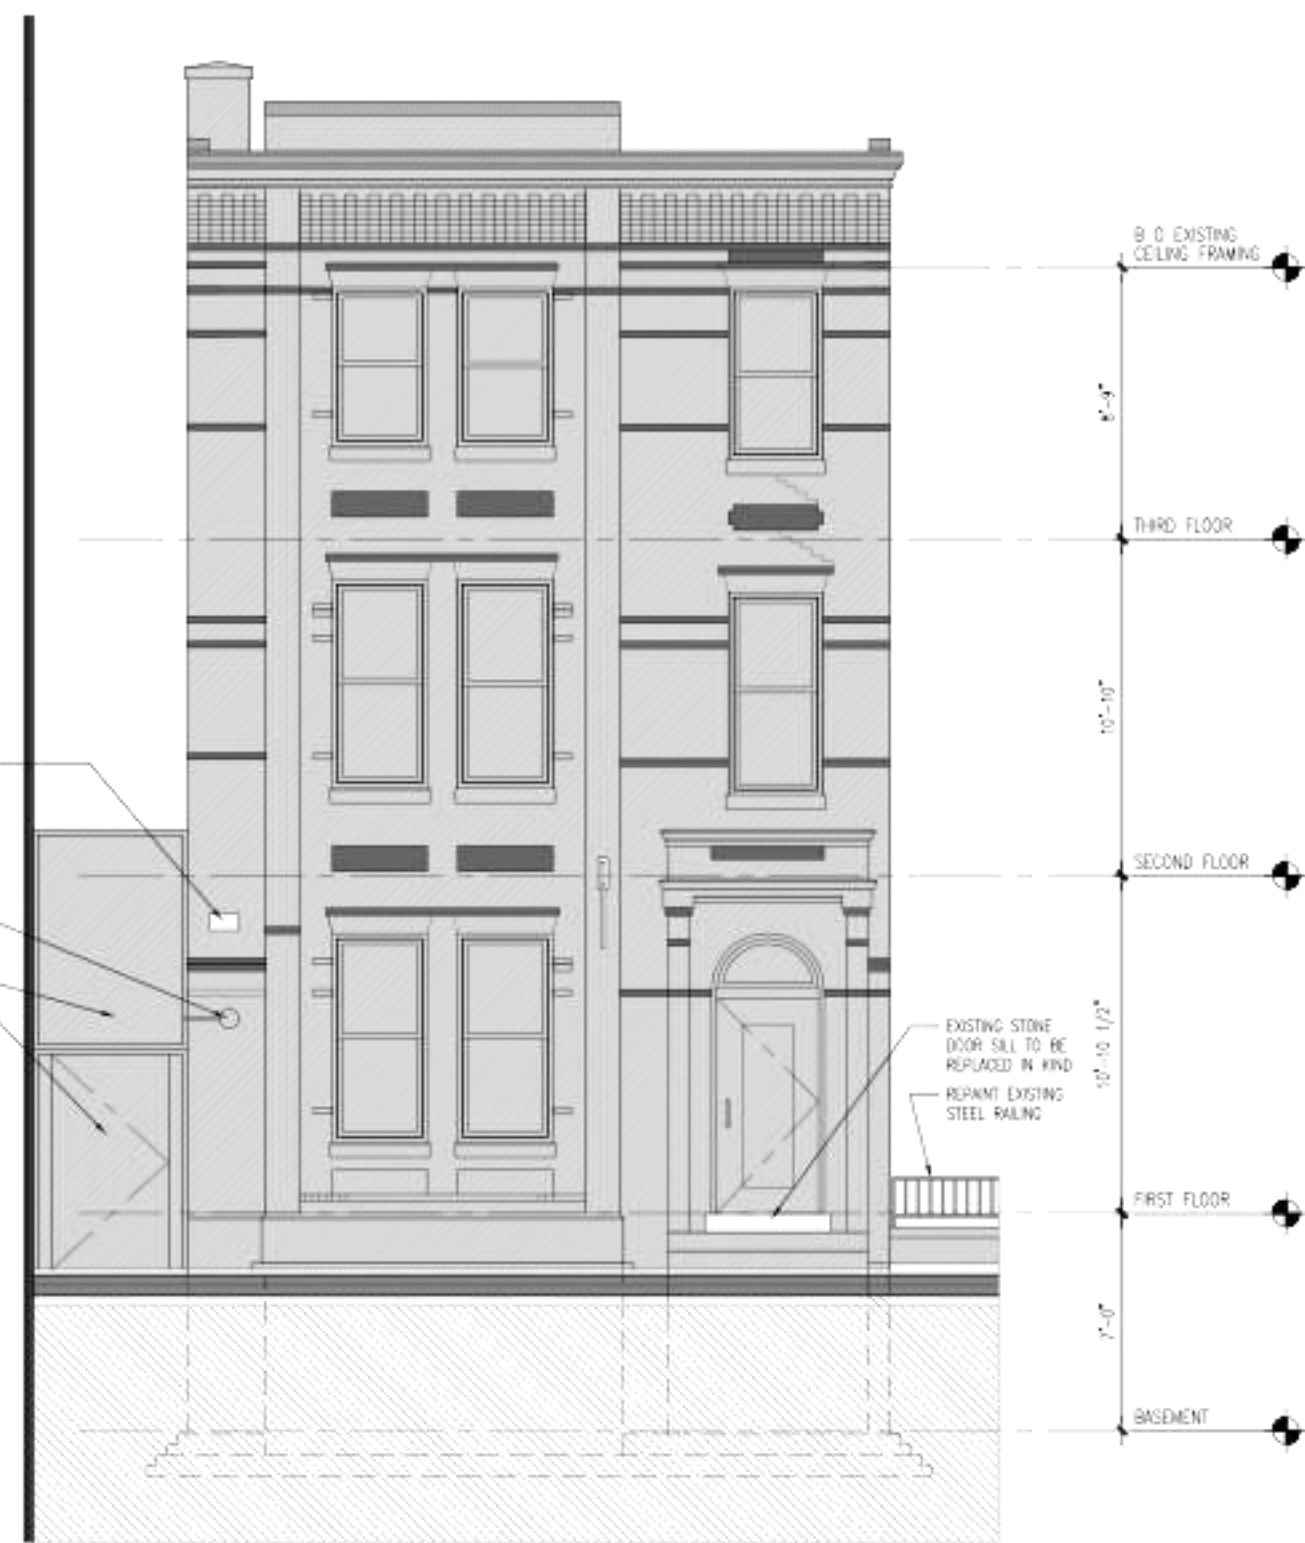 B.O. EXISTING
CEILING FRAMING
8'-9"
THIRD FLOOR
10'-10"
SECOND FLOOR
10'-10 1/2"
EXISTING STONE
DOOR SILL TO BE
REPLACED IN KIND
REPAINT EXISTING
STEEL RAILING
FIRST FLOOR
7'-0"
BASEMENT